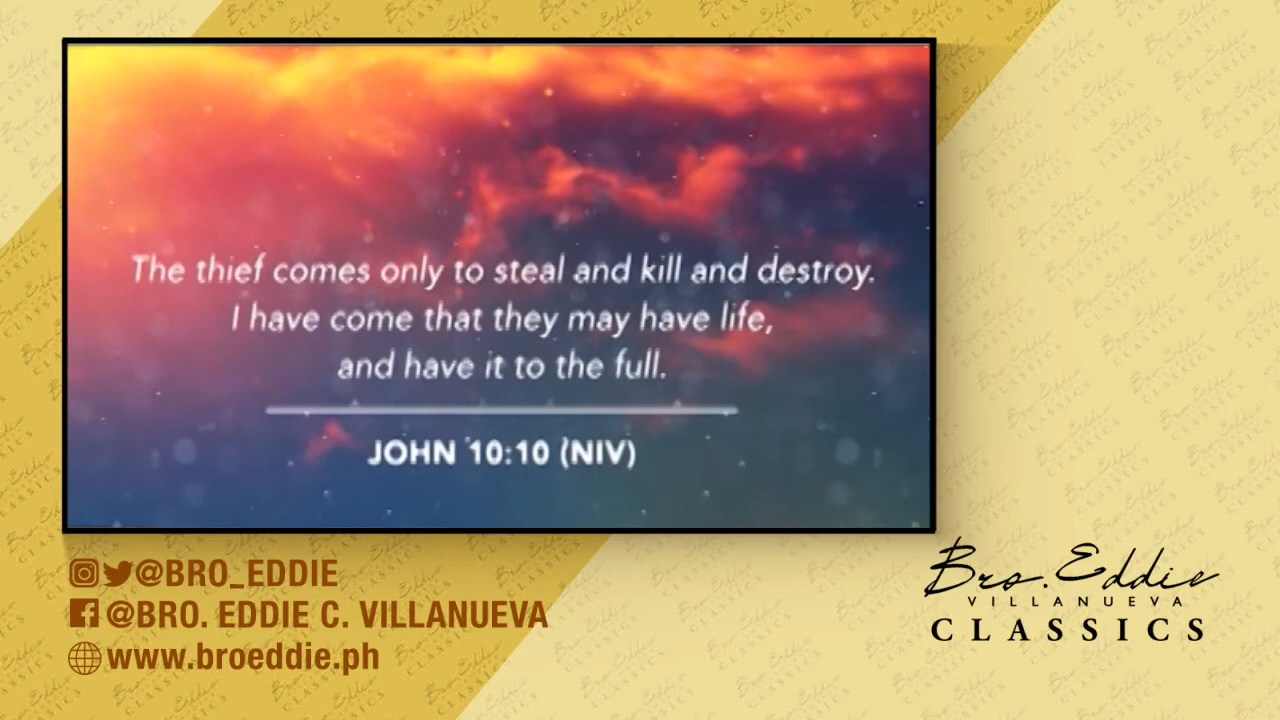 The thief comes only to steal and kill and destroy.
I have come that they may have life,
and have it to the full.
JOHN 10:10 (NIV)
@BRO_EDDIE
@BRO. EDDIE C. VILLANUEVA
www.broeddie.ph
Bro. Eddie
VILLANUEVA
CLASSICS